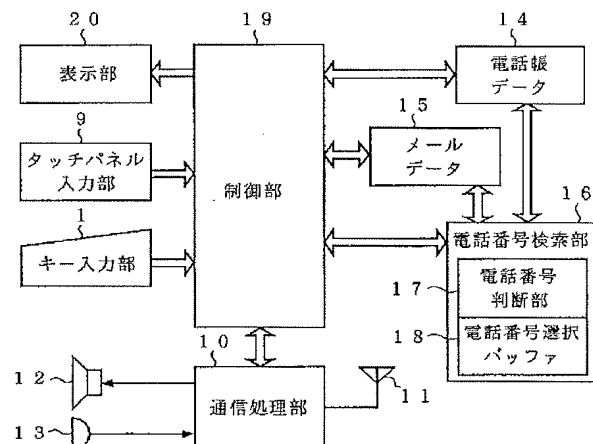 20
表示部
19
制御部
14
電話帳
データ
9
タッチパネル
入力部
15
メール
データ
1
キー入力部
16
電話番号検索部
17
電話番号
判断部
18
電話番号選択
バッファ
10
通信処理部
11
12
13